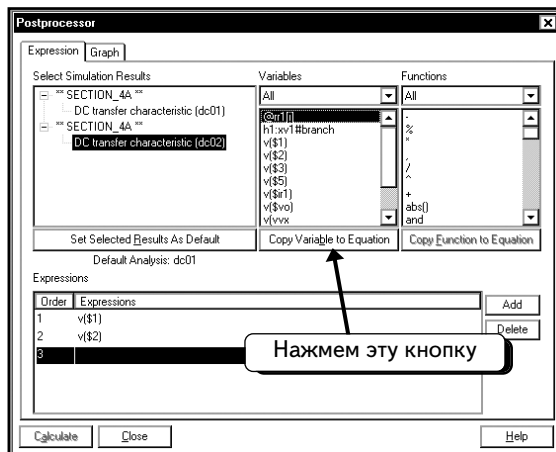 Postprocessor
Expression Graph
Select Simulation Results Variables Functions
** SECTION_4A ** All All
DC transfer characteristic (dc01)
** SECTION_4A **
DC transfer characteristic (dc02)
@rr1[i]
h1:xv1#branch
v($1)
v($2)
v($3)
v($5)
v($ir1)
v($vo)
v(vvx
-
%
*
,
/
^
+
abs()
and
Set Selected Results As Default Copy Variable to Equation Copy Function to Equation
Default Analysis: dc01
Expressions
Order Expressions
1 v($1)
2 v($2)
3
Add
Delete
Нажмем эту кнопку
Calculate Close Help